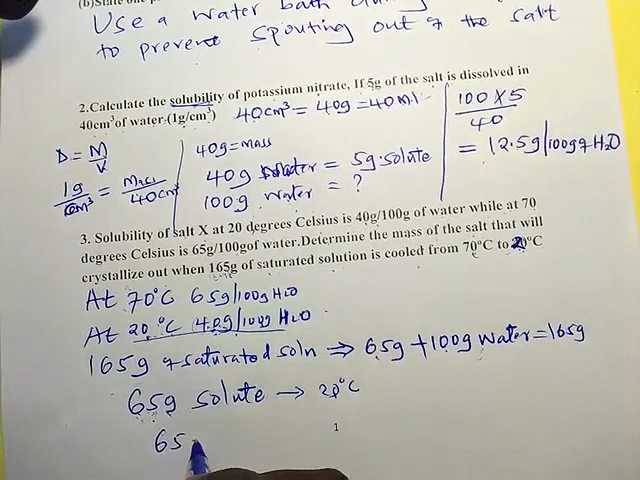 (b)State one
Use a water bath
to prevent spouting out of the salt
2.Calculate the solubility of potassium nitrate, If 5g of the salt is dissolved in
40cm³of water.(1g/cm³) 40cm³=40g=40ml
D=M/V
1g/cm³ = Mass/40cm³
40g=mass
40g water = 5g solute
100g water = ?
100X5/40
= 12.5g/100g of H₂O
3. Solubility of salt X at 20 degrees Celsius is 40g/100g of water while at 70
degrees Celsius is 65g/100gof water.Determine the mass of the salt that will
crystallize out when 165g of saturated solution is cooled from 70°C to 20°C
At 70°C 65g/100g H₂O
At 20°C 40g/100g H₂O
165g of saturated soln ⇒ 65g+100g water=165g
65g solute → 20°C
65
1